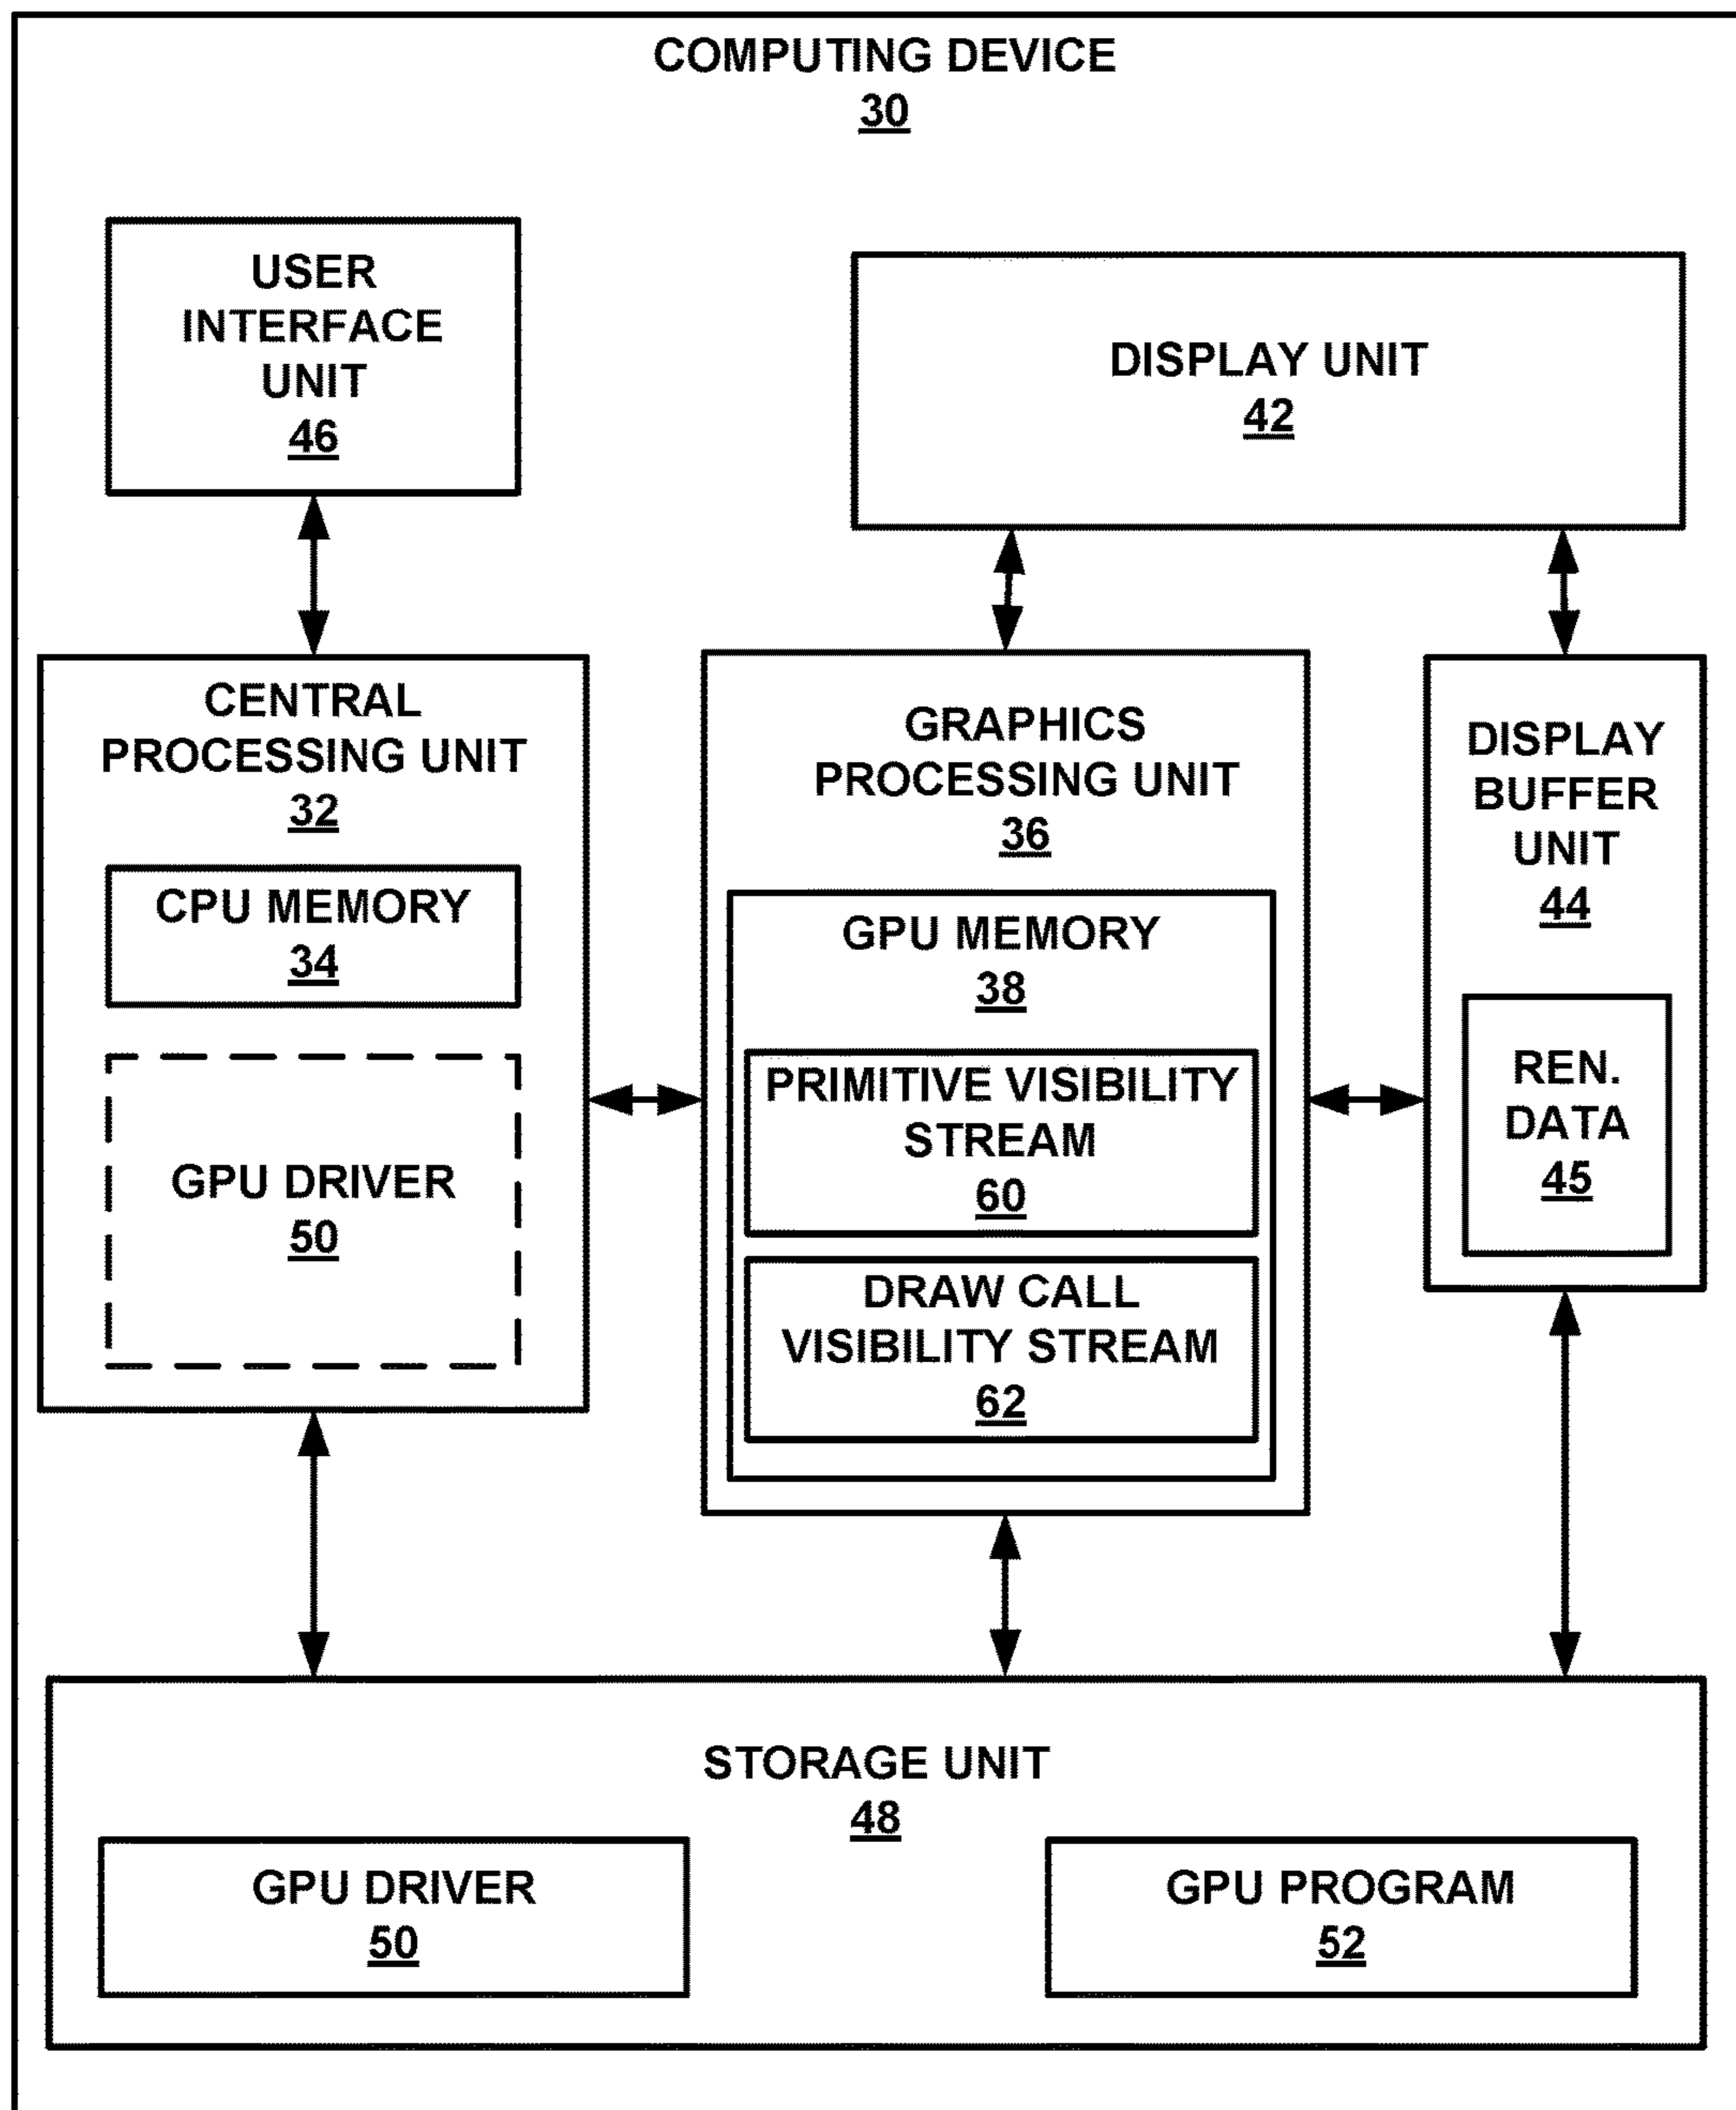 COMPUTING DEVICE
30
USER
INTERFACE
UNIT
46
DISPLAY UNIT
42
CENTRAL
PROCESSING UNIT
32
CPU MEMORY
34
GPU DRIVER
50
GRAPHICS
PROCESSING UNIT
36
GPU MEMORY
38
PRIMITIVE VISIBILITY
STREAM
60
DRAW CALL
VISIBILITY STREAM
62
DISPLAY
BUFFER
UNIT
44
REN.
DATA
45
STORAGE UNIT
48
GPU DRIVER
50
GPU PROGRAM
52